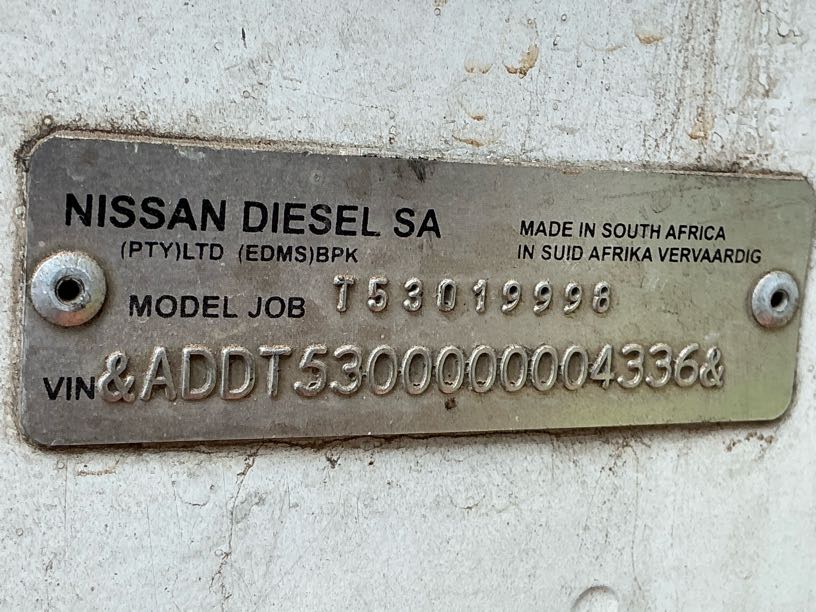 NISSAN DIESEL SA
(PTY)LTD (EDMS)BPK
MADE IN SOUTH AFRICA
IN SUID AFRIKA VERVAARDIG
MODEL JOB T53019998
VIN &ADDT5300000004336&